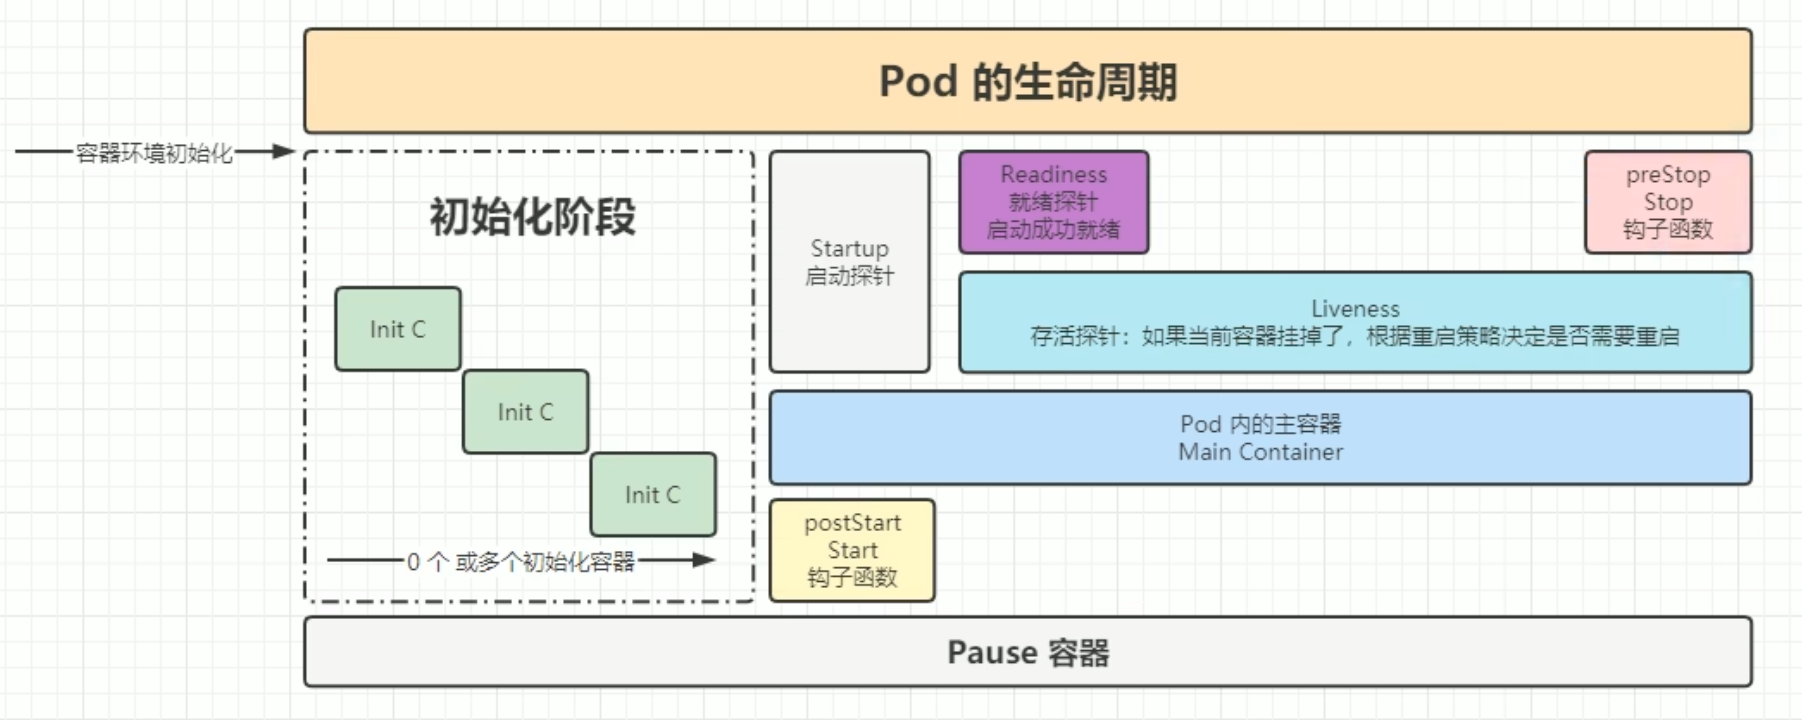 Pod 的生命周期
容器环境初始化
初始化阶段
Init C
Init C
Init C
0 个 或多个初始化容器
Startup
启动探针
Readiness
就绪探针
启动成功就绪
preStop
Stop
钩子函数
Liveness
存活探针：如果当前容器挂掉了，根据重启策略决定是否需要重启
Pod 内的主容器
Main Container
postStart
Start
钩子函数
Pause 容器